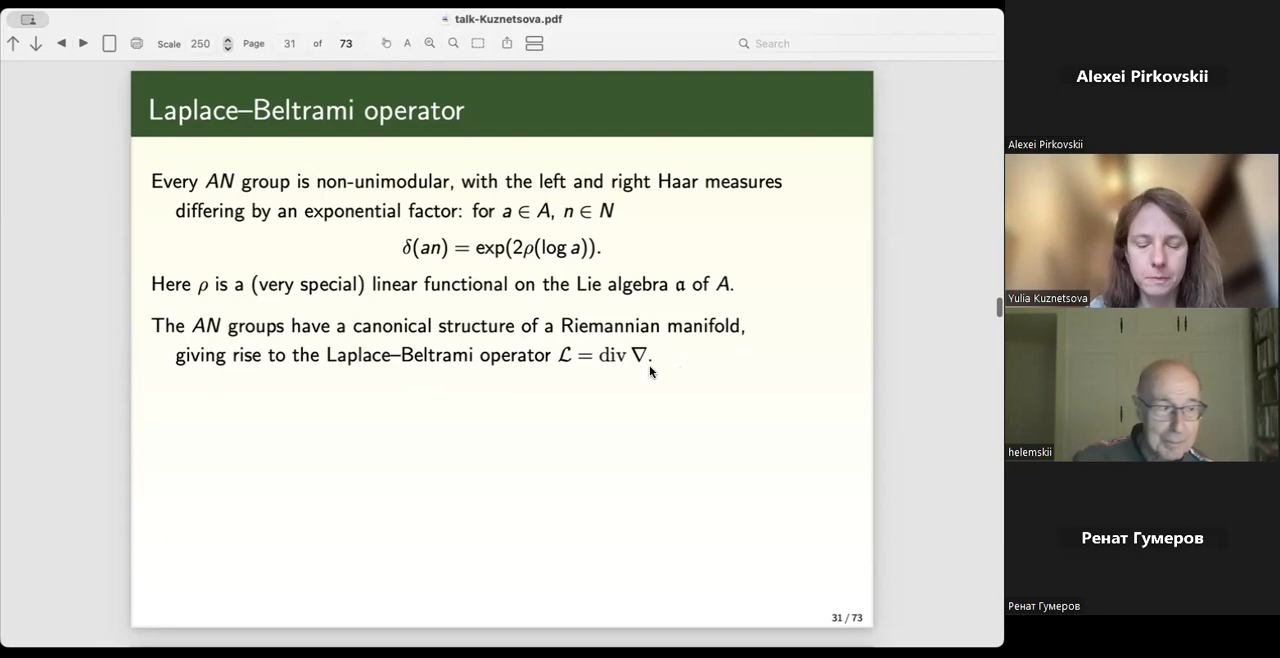 talk-Kuznetsova.pdf
Scale 250 Page 31 of 73 A Search
Laplace–Beltrami operator
Every AN group is non-unimodular, with the left and right Haar measures
differing by an exponential factor: for a ∈ A, n ∈ N
δ(an) = exp(2ρ(log a)).
Here ρ is a (very special) linear functional on the Lie algebra 𝔞 of A.
The AN groups have a canonical structure of a Riemannian manifold,
giving rise to the Laplace–Beltrami operator ℒ = div ∇.
31 / 73
Alexei Pirkovskii
Alexei Pirkovskii
Yulia Kuznetsova
helemskii
Ренат Гумеров
Ренат Гумеров